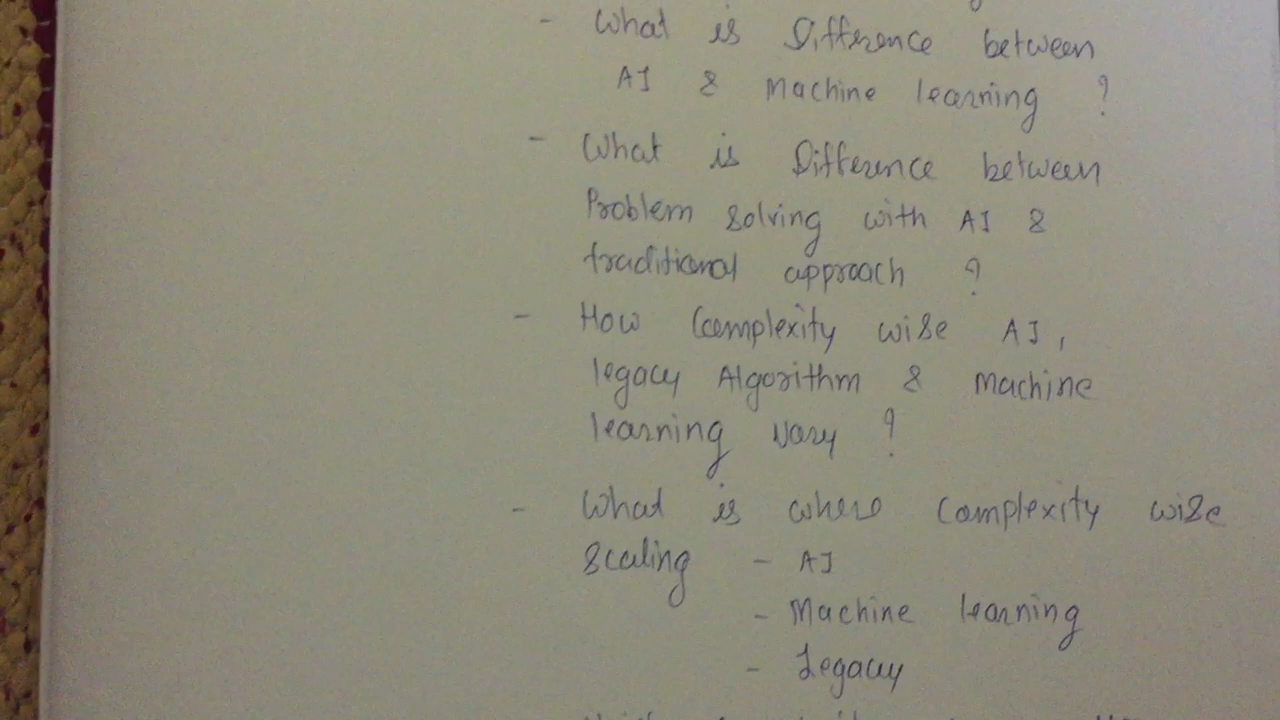 - What is Difference between
AI & Machine learning ?
- What is Difference between
Problem solving with AI &
traditional approach ?
- How Complexity wise AI,
legacy Algorithm & Machine
learning vary ?
- What is where Complexity wise
Scaling - AI
- Machine learning
- Legacy